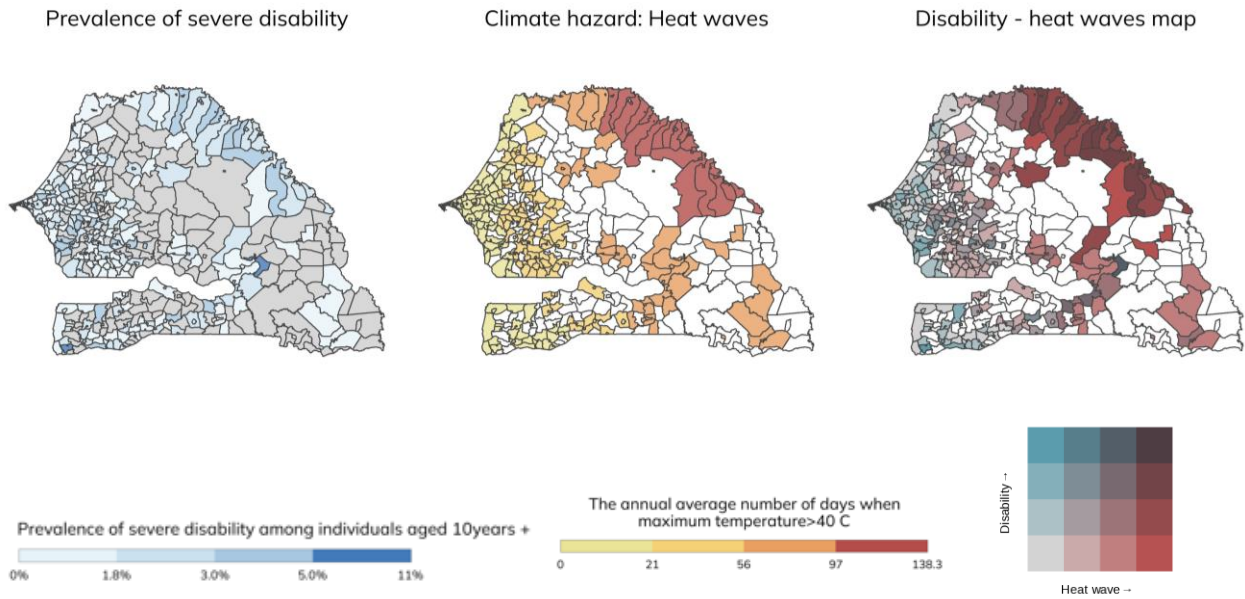 Prevalence of severe disability
Climate hazard: Heat waves
Disability - heat waves map
Prevalence of severe disability among individuals aged 10years +
0%
1.8%
3.0%
5.0%
11%
The annual average number of days when
maximum temperature>40 C
0
21
56
97
138.3
Disability→
Heat wave→